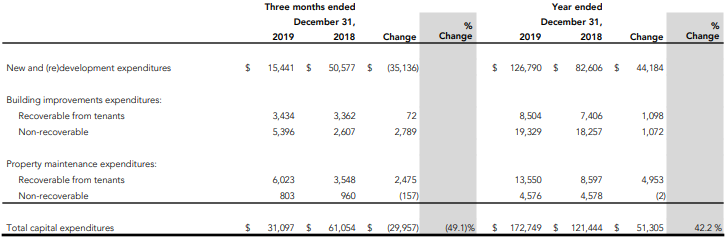 Three months ended Year ended
December 31, % December 31, %
2019 2018 Change Change 2019 2018 Change Change
New and (re)development expenditures $ 15,441 $ 50,577 $ (35,136) $ 126,790 $ 82,606 $ 44,184
Building improvements expenditures:
Recoverable from tenants 3,434 3,362 72 8,504 7,406 1,098
Non-recoverable 5,396 2,607 2,789 19,329 18,257 1,072
Property maintenance expenditures:
Recoverable from tenants 6,023 3,548 2,475 13,550 8,597 4,953
Non-recoverable 803 960 (157) 4,576 4,578 (2)
Total capital expenditures $ 31,097 $ 61,054 $ (29,957) (49.1)% $ 172,749 $ 121,444 $ 51,305 42.2 %